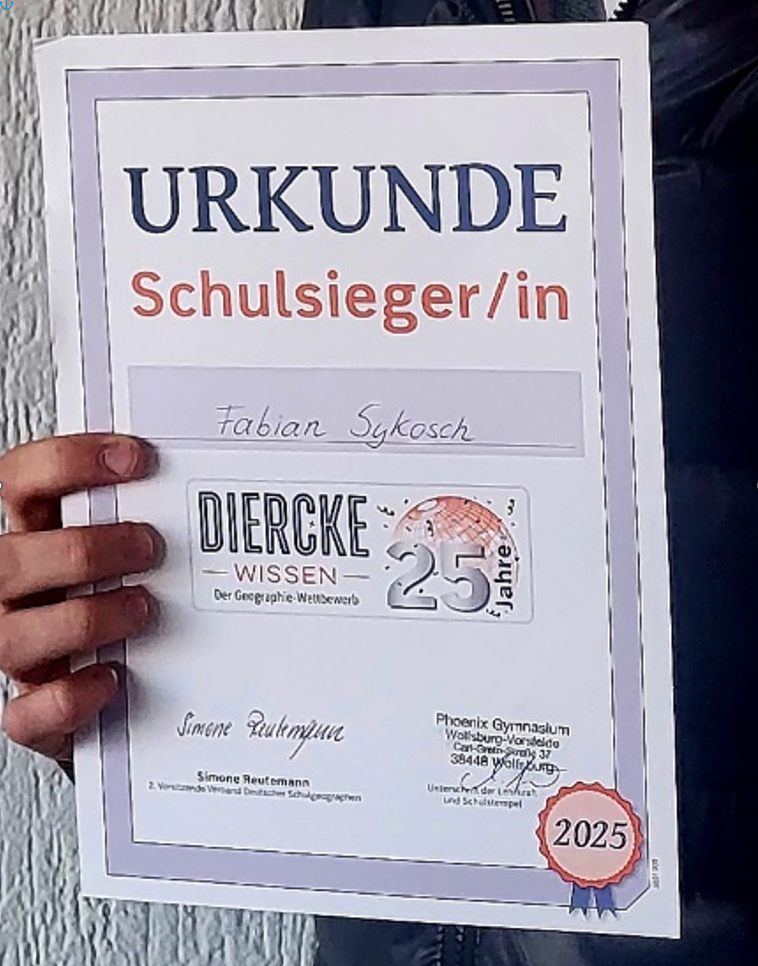 URKUNDE
Schulsieger/in
Fabian Sykosch
DIERCKE
WISSEN
Der Geographie-Wettbewerb
25
Jahre
Simone Reutemann
Simone Reutemann
2. Vorsitzende Verband Deutscher Schulgeographen
Phoenix Gymnasium
Wolfsburg-Vorsfelde
Carl-Grete-Straße 37
38448 Wolfsburg
Unterschrift der Lehrkraft
und Schulstempel
2025